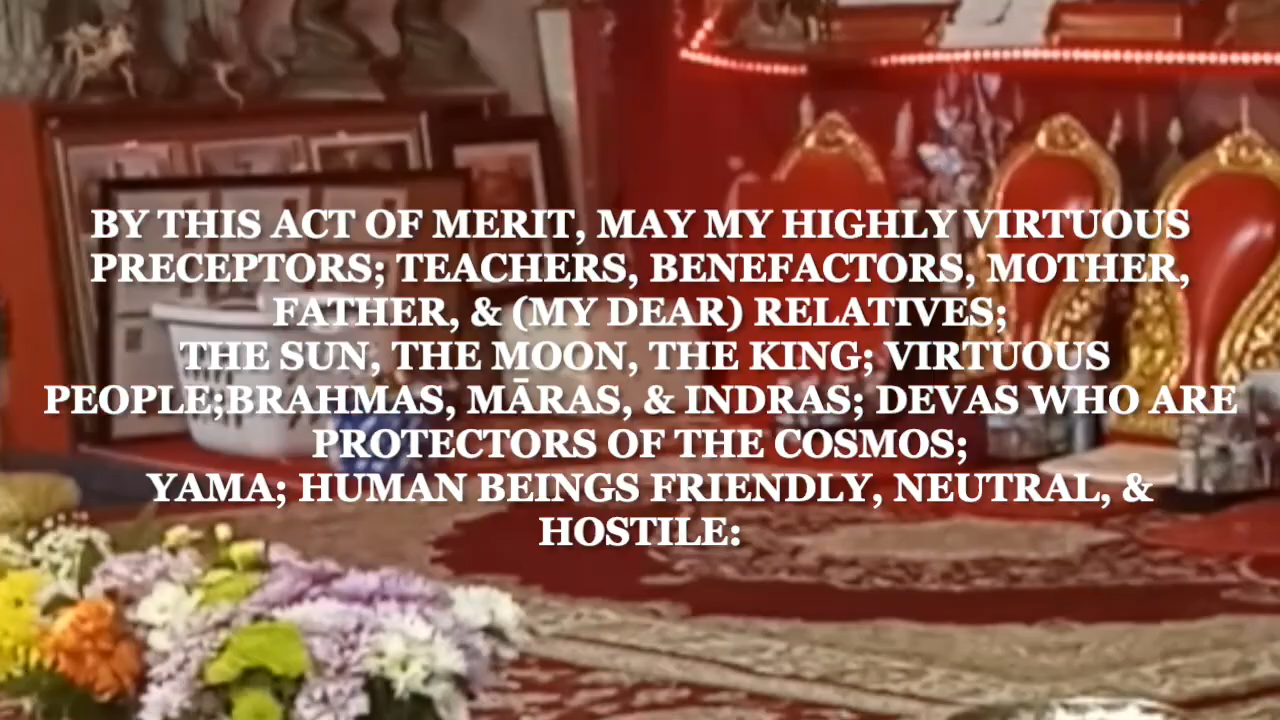 BY THIS ACT OF MERIT, MAY MY HIGHLY VIRTUOUS
PRECEPTORS; TEACHERS, BENEFACTORS, MOTHER,
FATHER, & (MY DEAR) RELATIVES;
THE SUN, THE MOON, THE KING; VIRTUOUS
PEOPLE;BRAHMAS, MĀRAS, & INDRAS; DEVAS WHO ARE
PROTECTORS OF THE COSMOS;
YAMA; HUMAN BEINGS FRIENDLY, NEUTRAL, &
HOSTILE: